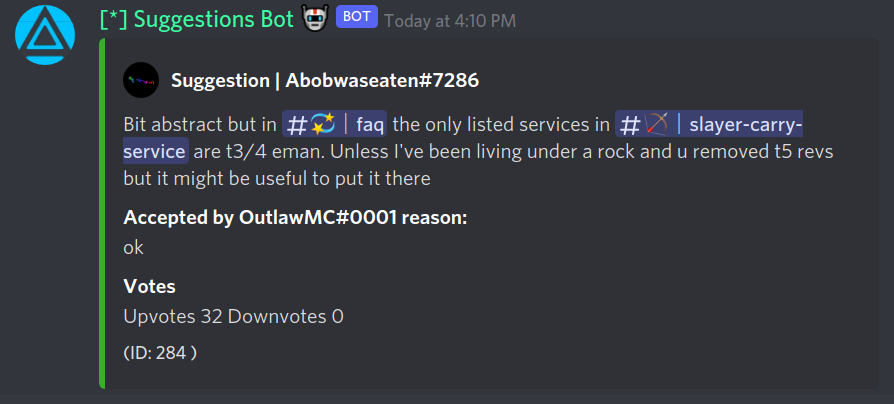 [*] Suggestions Bot 🤖 BOT Today at 4:10 PM
Suggestion | Abobwaseaten#7286
Bit abstract but in #💫 | faq the only listed services in #🏹 | slayer-carry-
service are t3/4 eman. Unless I've been living under a rock and u removed t5 revs
but it might be useful to put it there
Accepted by OutlawMC#0001 reason:
ok
Votes
Upvotes 32 Downvotes 0
(ID: 284 )